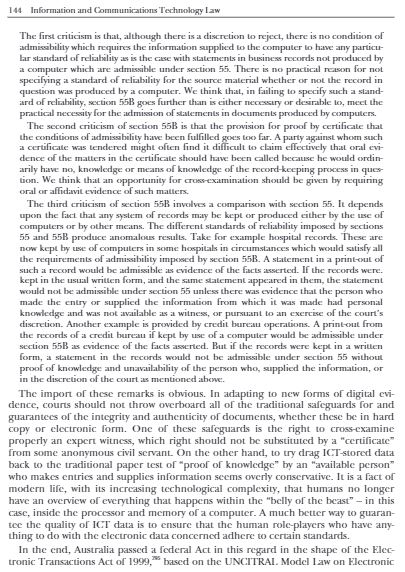 144 Information and Communications Technology Law
The first criticism is that, although there is a discretion to reject, there is no condition of
admissibility which requires the information supplied to the computer to have any particu-
lar standard of reliability as is the case with statements in business records not produced by
a computer which are admissible under section 55. There is no practical reason for not
specifying a standard of reliability for the source material whether or not the record in
question was produced by a computer. We think that, in failing to specify such a stand-
ard of reliability, section 55B goes further than is either necessary or desirable to, meet the
practical necessity for the admission of statements in documents produced by computers.
The second criticism of section 55B is that the provision for proof by certificate that
the conditions of admissibility have been fulfilled goes too far. A party against whom such
a certificate was tendered might often find it difficult to claim effectively that oral evi-
dence of the matters in the certificate should have been called because he would ordin-
arily have no, knowledge or means of knowledge of the record-keeping process in ques-
tion. We think that an opportunity for cross-examination should be given by requiring
oral or affidavit evidence of such matters.
The third criticism of section 55B involves a comparison with section 55. It depends
upon the fact that any system of records may be kept or produced either by the use of
computers or by other means. The different standards of reliability imposed by sections
55 and 55B produce anomalous results. Take for example hospital records. These are
now kept by use of computers in some hospitals in circumstances which would satisfy all
the requirements of admissibility imposed by section 55B. A statement in a print-out of
such a record would be admissible as evidence of the facts asserted. If the records were.
kept in the usual written form, and the same statement appeared in them, the statement
would not be admissible under section 55 unless there was evidence that the person who
made the entry or supplied the information from which it was made had personal
knowledge and was not available as a witness, or pursuant to an exercise of the court's
discretion. Another example is provided by credit bureau operations. A print-out from
the records of a credit bureau if kept by use of a computer would be admissible under
section 55B as evidence of the facts asserted. But if the records were kept in a written
form, a statement in the records would not be admissible under section 55 without
proof of knowledge and unavailability of the person who, supplied the information, or
in the discretion of the court as mentioned above.
The import of these remarks is obvious. In adapting to new forms of digital evi-
dence, courts should not throw overboard all of the traditional safeguards for and
guarantees of the integrity and authenticity of documents, whether these be in hard
copy or electronic form. One of these safeguards is the right to cross-examine
properly an expert witness, which right should not be substituted by a “certificate”
from some anonymous civil servant. On the other hand, to try drag ICT-stored data
back to the traditional paper test of “proof of knowledge” by an “available person”
who makes entries and supplies information seems overly conservative. It is a fact of
modern life, with its increasing technological complexity, that humans no longer
have an overview of everything that happens within the “belly of the beast” – in this
case, inside the processor and memory of a computer. A much better way to guaran-
tee the quality of ICT data is to ensure that the human role-players who have any-
thing to do with the electronic data concerned adhere to certain standards.
In the end, Australia passed a federal Act in this regard in the shape of the Elec-
tronic Transactions Act of 1999, based on the UNCITRAL Model Law on Electronic